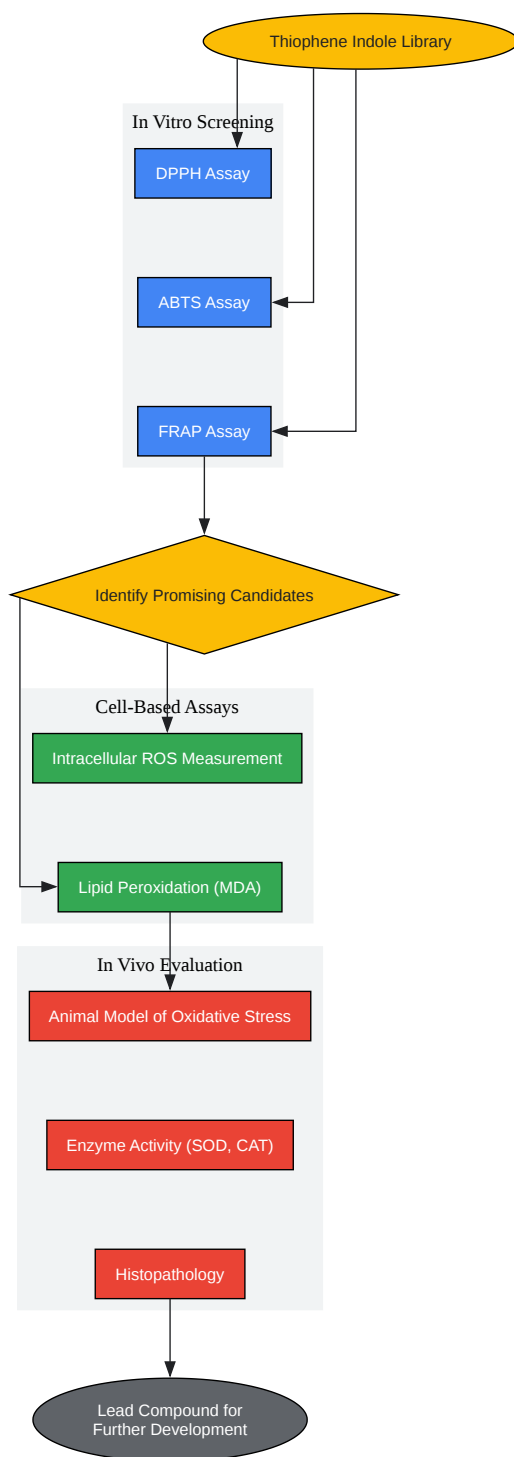 Thiophene Indole Library
In Vitro Screening
DPPH Assay
ABTS Assay
FRAP Assay
Identify Promising Candidates
Cell-Based Assays
Intracellular ROS Measurement
Lipid Peroxidation (MDA)
In Vivo Evaluation
Animal Model of Oxidative Stress
Enzyme Activity (SOD, CAT)
Histopathology
Lead Compound for
Further Development